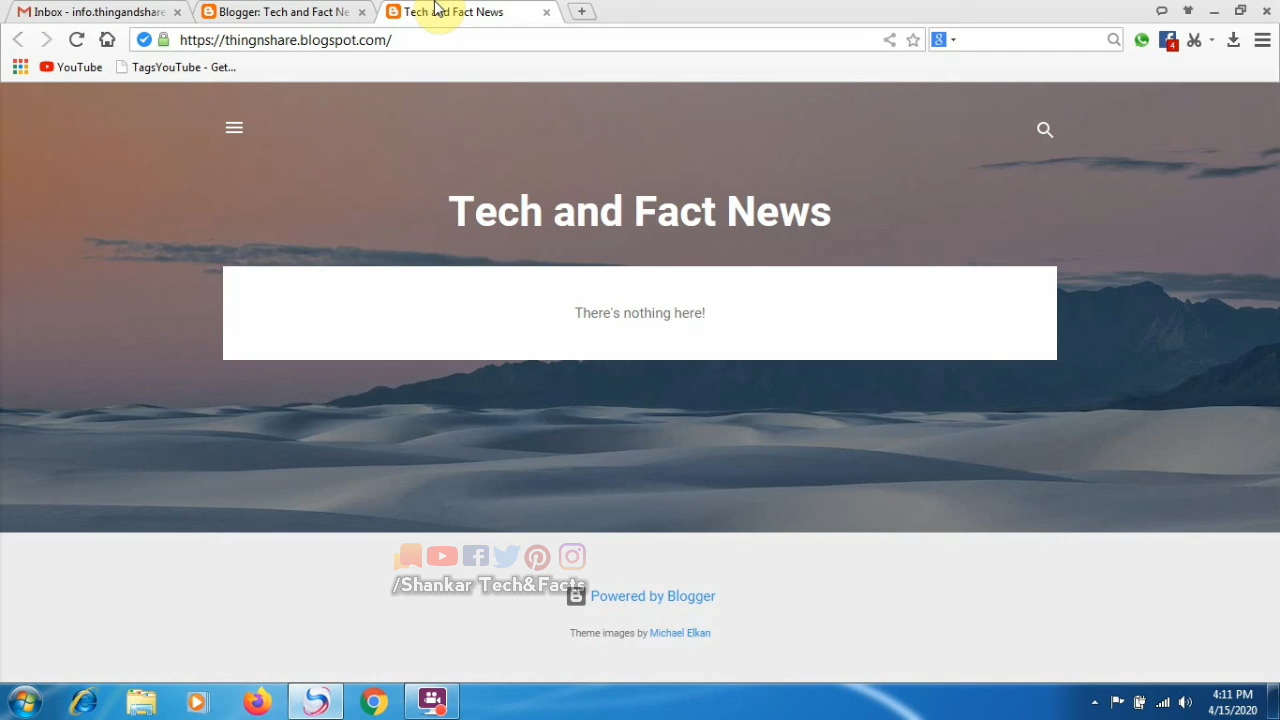 Inbox - info.thingandshare
Blogger: Tech and Fact Ne
Tech and Fact News
https://thingnshare.blogspot.com/
4
YouTube
TagsYouTube - Get...
Tech and Fact News
There's nothing here!
/Shankar Tech&Facts
Powered by Blogger
Theme images by Michael Elkan
4:11 PM
4/15/2020